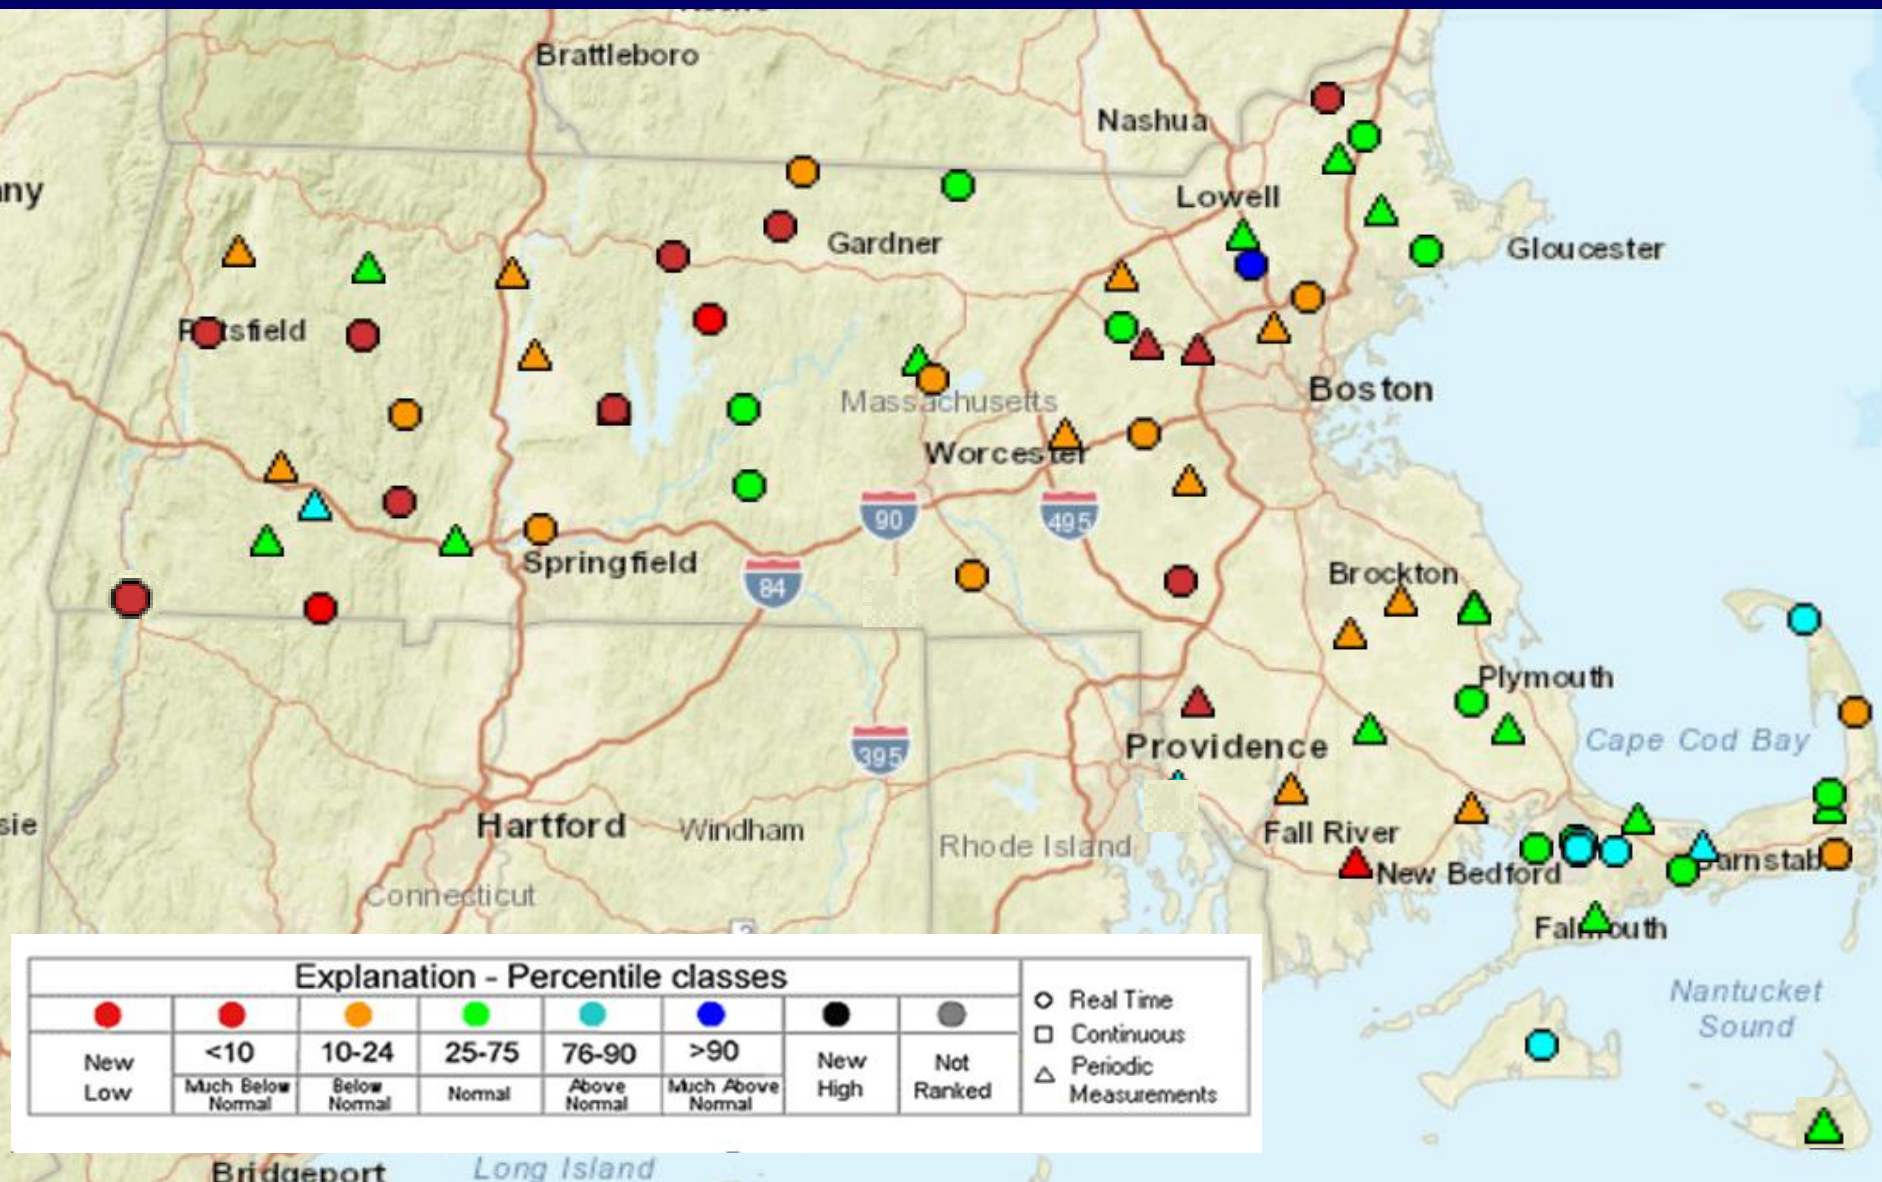 Brattleboro
Nashua
ny
Lowell
Gardner
Gloucester
Pittsfield
Massachusetts
Boston
Worcester
90
495
Springfield
84
Brockton
Plymouth
395
Providence
Cape Cod Bay
sie
Hartford
Windham
Rhode Island
Fall River
New Bedford
Barnstab
Connecticut
Falmouth
Nantucket
Sound
Explanation - Percentile classes
New
Low
<10
Much Below
Normal
10-24
Below
Normal
25-75
Normal
76-90
Above
Normal
>90
Much Above
Normal
New
High
Not
Ranked
Real Time
Continuous
Periodic
Measurements
Bridgeport
Long Island